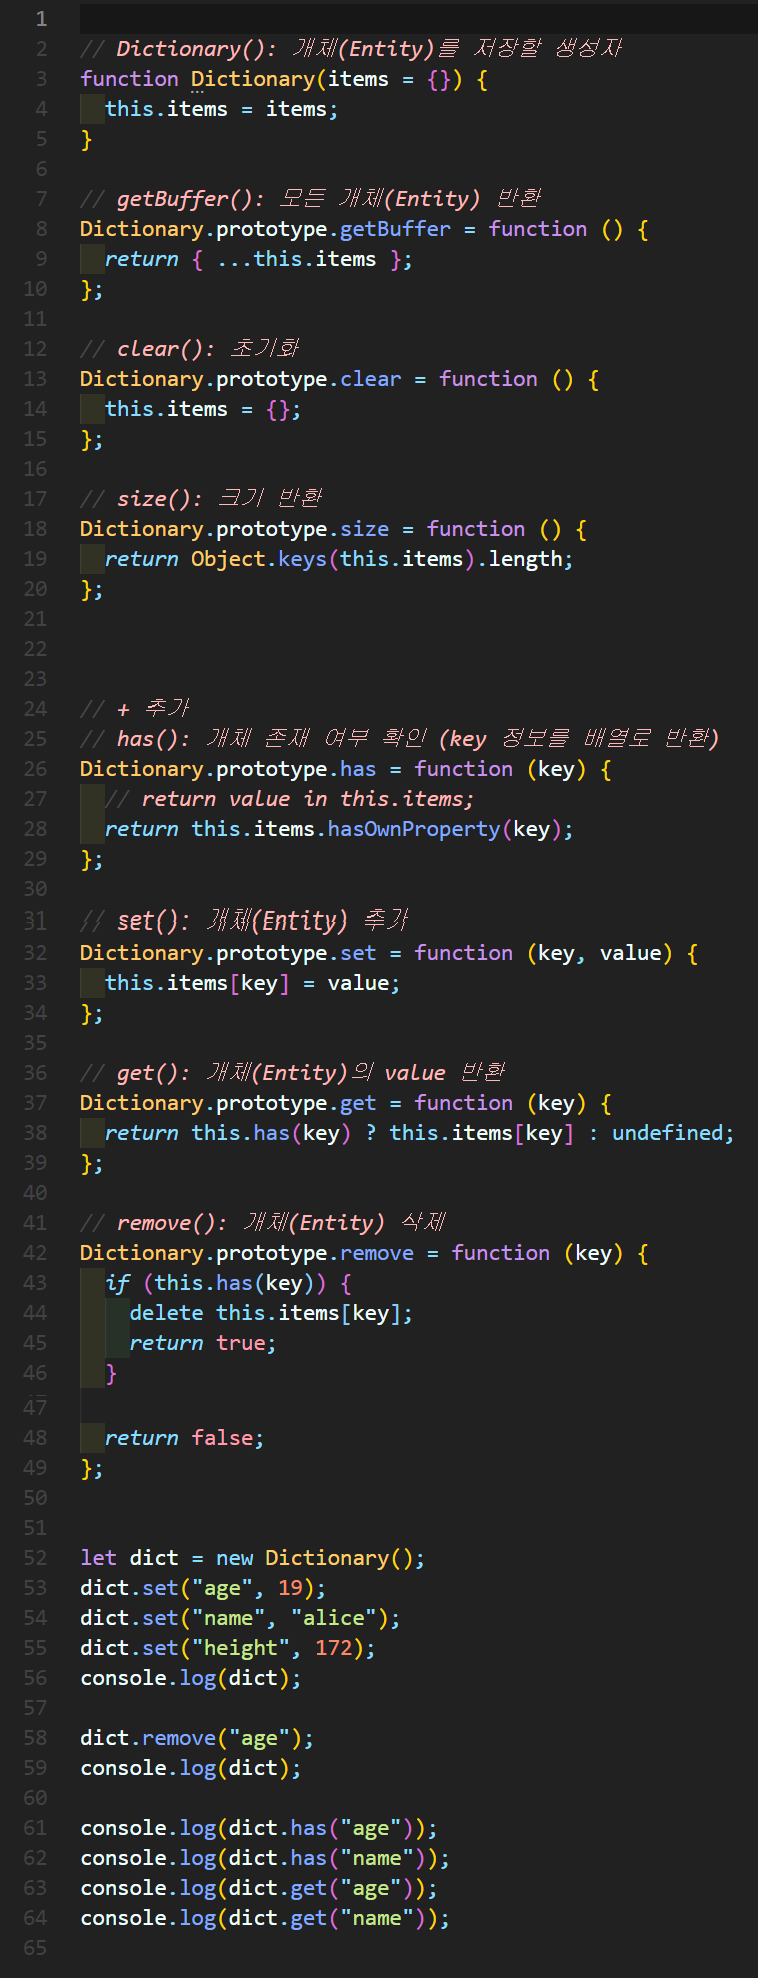 1
2 // Dictionary(): 개체(Entity)를 저장할 생성자
3 function Dictionary(items = {}) {
4   this.items = items;
5 }
6
7 // getBuffer(): 모든 개체(Entity) 반환
8 Dictionary.prototype.getBuffer = function () {
9   return { ...this.items };
10 };
11
12 // clear(): 초기화
13 Dictionary.prototype.clear = function () {
14   this.items = {};
15 };
16
17 // size(): 크기 반환
18 Dictionary.prototype.size = function () {
19   return Object.keys(this.items).length;
20 };
21
22
23
24 // + 추가
25 // has(): 개체 존재 여부 확인 (key 정보를 배열로 반환)
26 Dictionary.prototype.has = function (key) {
27   // return value in this.items;
28   return this.items.hasOwnProperty(key);
29 };
30
31 // set(): 개체(Entity) 추가
32 Dictionary.prototype.set = function (key, value) {
33   this.items[key] = value;
34 };
35
36 // get(): 개체(Entity)의 value 반환
37 Dictionary.prototype.get = function (key) {
38   return this.has(key) ? this.items[key] : undefined;
39 };
40
41 // remove(): 개체(Entity) 삭제
42 Dictionary.prototype.remove = function (key) {
43   if (this.has(key)) {
44     delete this.items[key];
45     return true;
46   }
47
48   return false;
49 };
50
51
52 let dict = new Dictionary();
53 dict.set("age", 19);
54 dict.set("name", "alice");
55 dict.set("height", 172);
56 console.log(dict);
57
58 dict.remove("age");
59 console.log(dict);
60
61 console.log(dict.has("age"));
62 console.log(dict.has("name"));
63 console.log(dict.get("age"));
64 console.log(dict.get("name"));
65